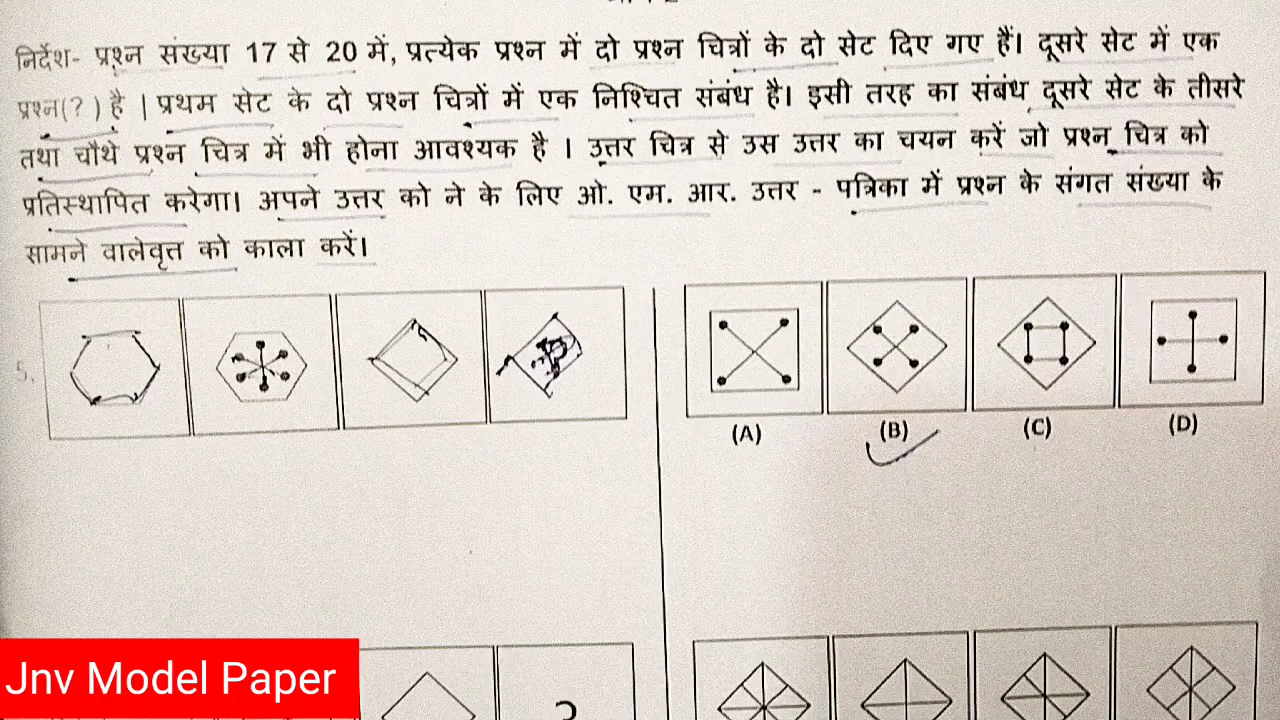 निर्देश- प्रश्न संख्या 17 से 20 में, प्रत्येक प्रश्न में दो प्रश्न चित्रों के दो सेट दिए गए हैं। दूसरे सेट में एक
प्रश्न(? ) है | प्रथम सेट के दो प्रश्न चित्रों में एक निश्चित संबंध है। इसी तरह का संबंध दूसरे सेट के तीसरे
तथा चौथे प्रश्न चित्र में भी होना आवश्यक है । उत्तर चित्र से उस उत्तर का चयन करें जो प्रश्न चित्र को
प्रतिस्थापित करेगा। अपने उत्तर को ने के लिए ओ. एम. आर. उत्तर - पत्रिका में प्रश्न के संगत संख्या के
सामने वालेवृत्त को काला करें।
5.
(A) (B) (C) (D)
?
Jnv Model Paper